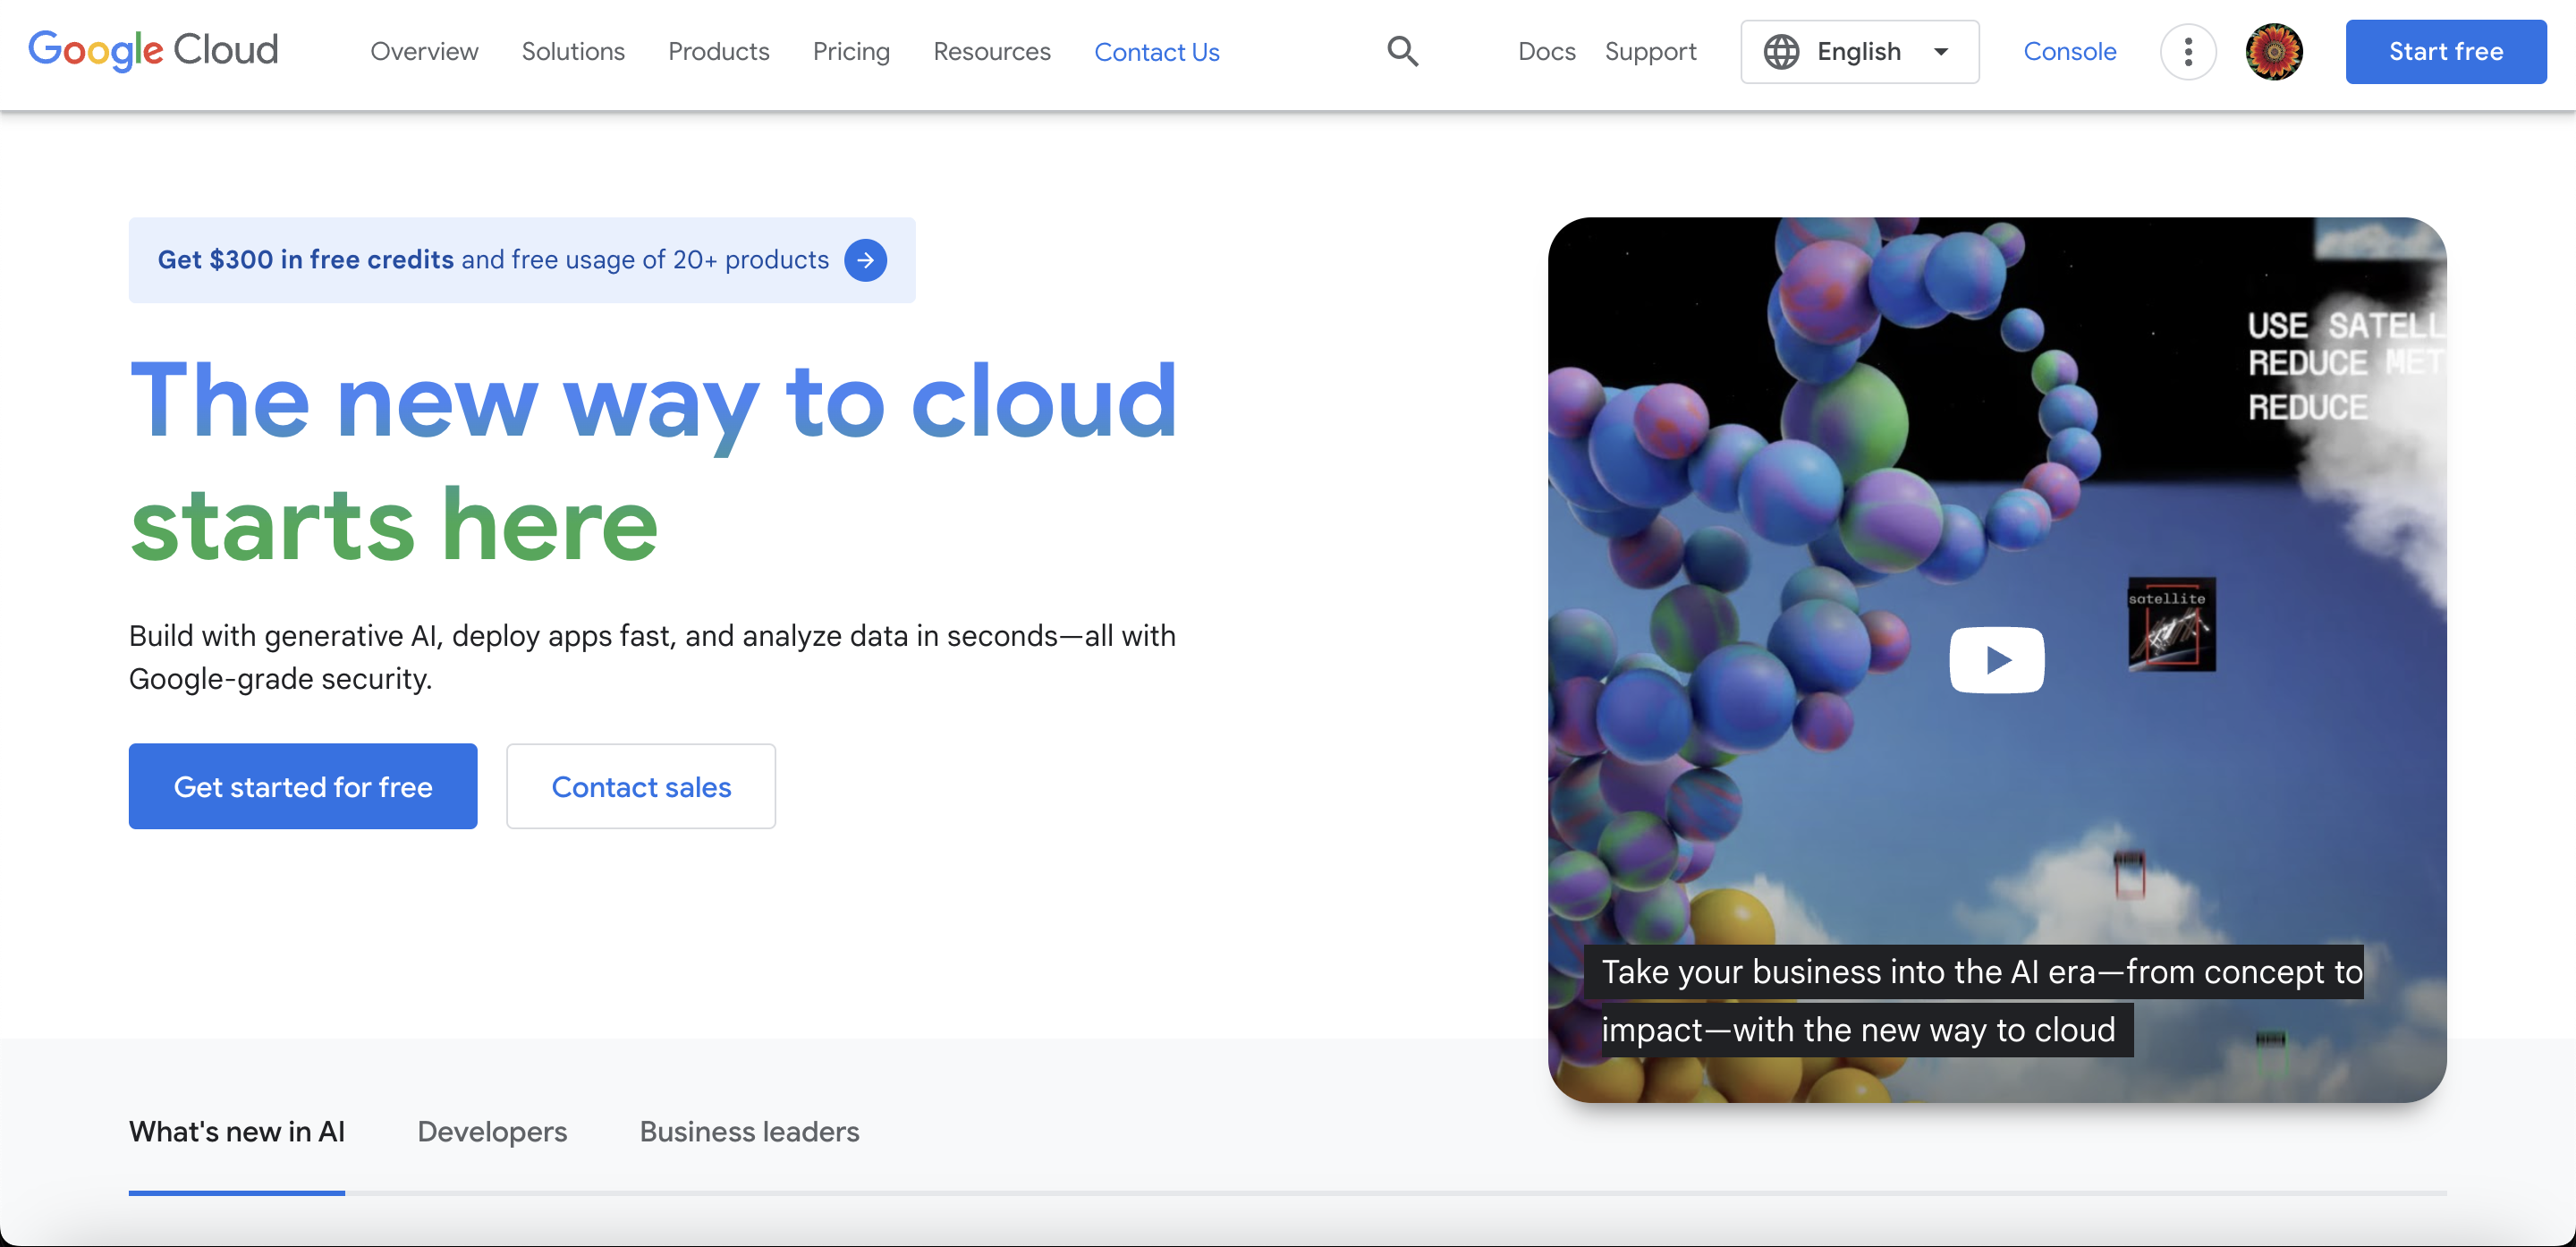 Google Cloud
Overview
Solutions
Products
Pricing
Resources
Contact Us
Docs
Support
English
Console
Start free
Get $300 in free credits and free usage of 20+ products
The new way to cloud
starts here
Build with generative AI, deploy apps fast, and analyze data in seconds—all with
Google-grade security.
Get started for free
Contact sales
USE SATELL
REDUCE MET
REDUCE
satellite
Take your business into the AI era—from concept to
impact—with the new way to cloud
What's new in AI
Developers
Business leaders